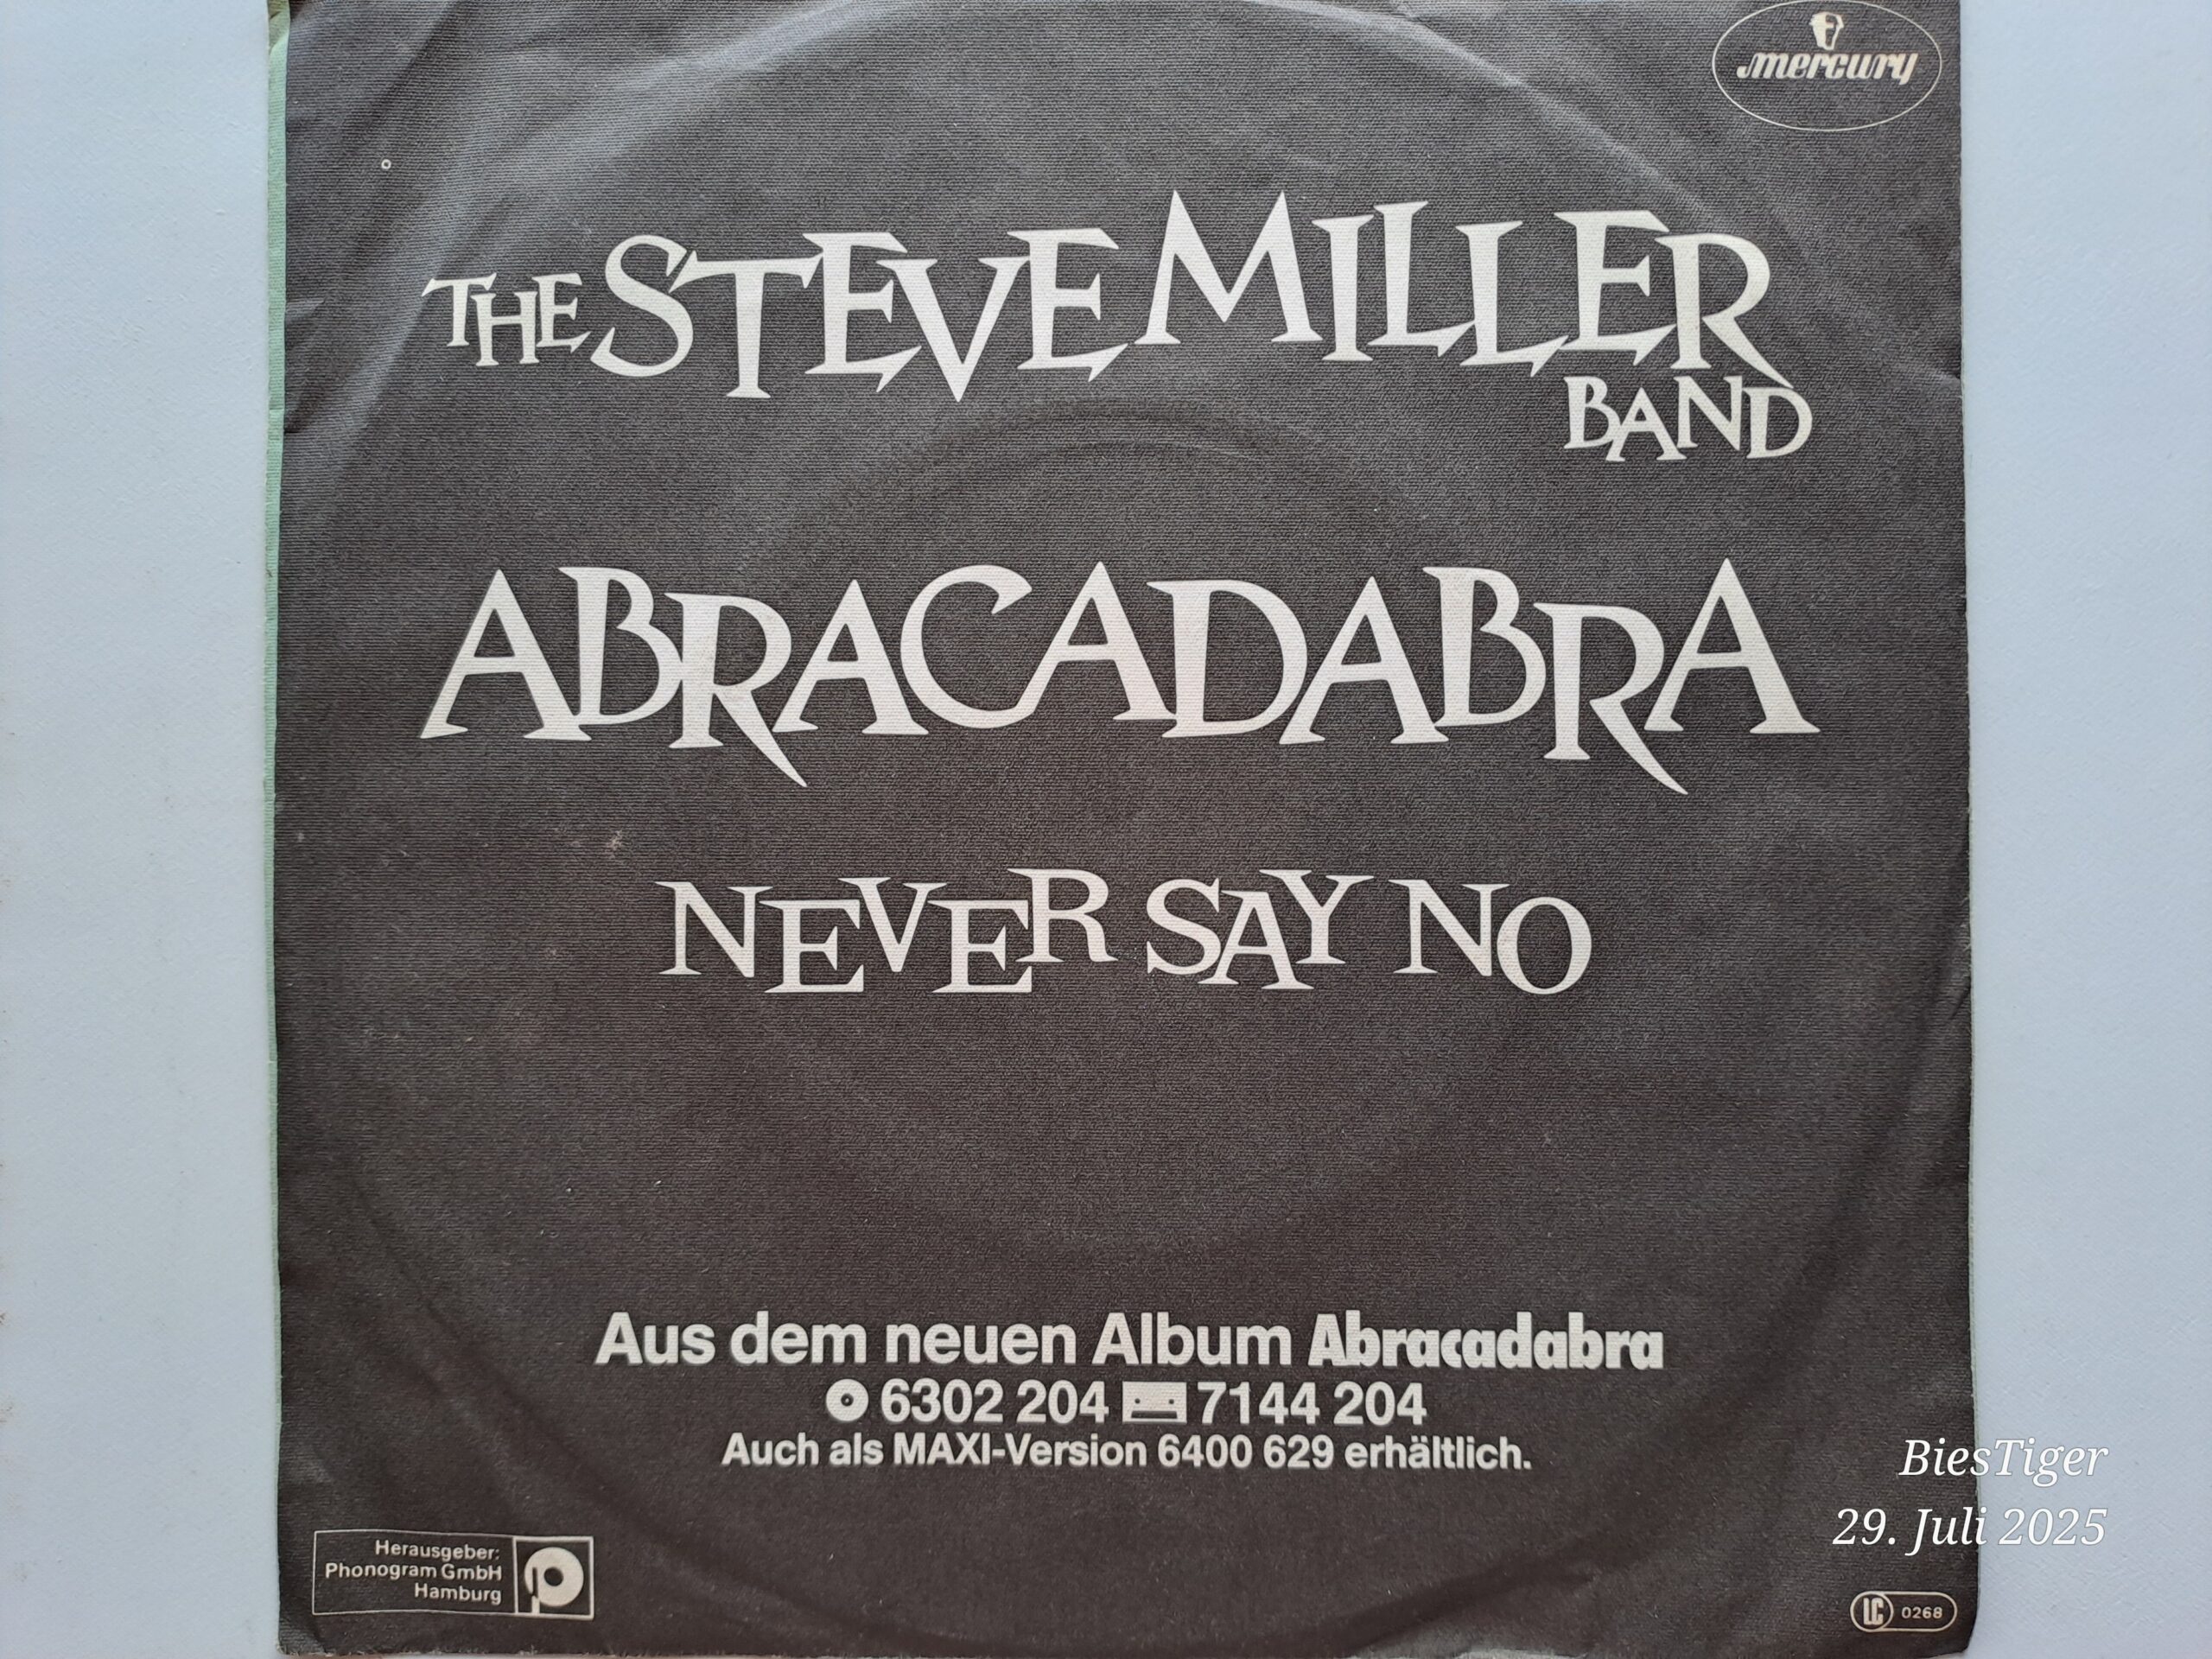 mercury
THE STEVE MILLER
BAND
ABRACADABRA
NEVER SAY NO
Aus dem neuen Album Abracadabra
6302 204 7144 204
Auch als MAXI-Version 6400 629 erhältlich.
BiesTiger
29. Juli 2025
Herausgeber:
Phonogram GmbH
Hamburg
LC 0268